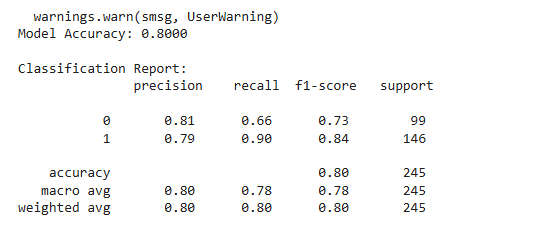 warnings.warn(smsg, UserWarning)
Model Accuracy: 0.8000
Classification Report:
precision recall f1-score support
0 0.81 0.66 0.73 99
1 0.79 0.90 0.84 146
accuracy 0.80 245
macro avg 0.80 0.78 0.78 245
weighted avg 0.80 0.80 0.80 245